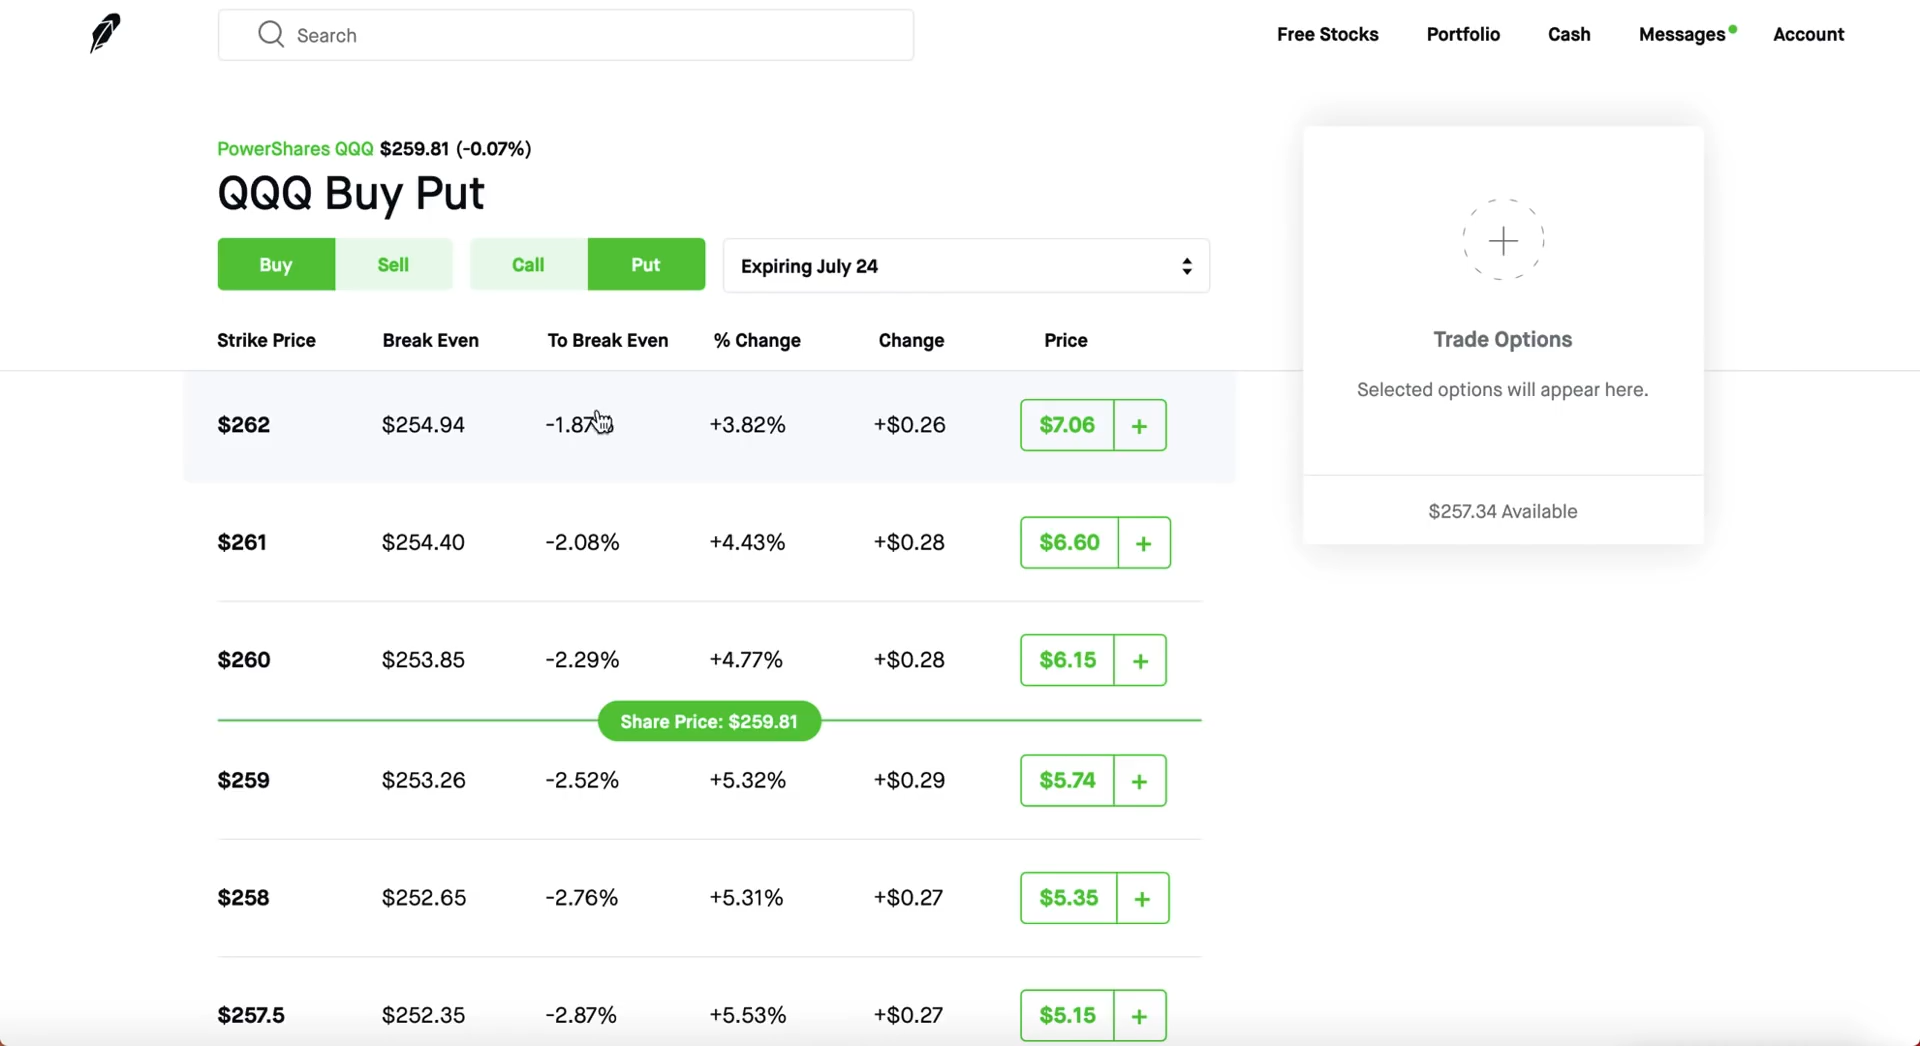 Search
Free Stocks Portfolio Cash Messages Account
PowerShares QQQ $259.81 (-0.07%)
QQQ Buy Put
Buy Sell Call Put Expiring July 24
Strike Price Break Even To Break Even % Change Change Price
$262 $254.94 -1.87 +3.82% +$0.26 $7.06 +
$261 $254.40 -2.08% +4.43% +$0.28 $6.60 +
$260 $253.85 -2.29% +4.77% +$0.28 $6.15 +
Share Price: $259.81
$259 $253.26 -2.52% +5.32% +$0.29 $5.74 +
$258 $252.65 -2.76% +5.31% +$0.27 $5.35 +
$257.5 $252.35 -2.87% +5.53% +$0.27 $5.15 +
Trade Options
Selected options will appear here.
$257.34 Available